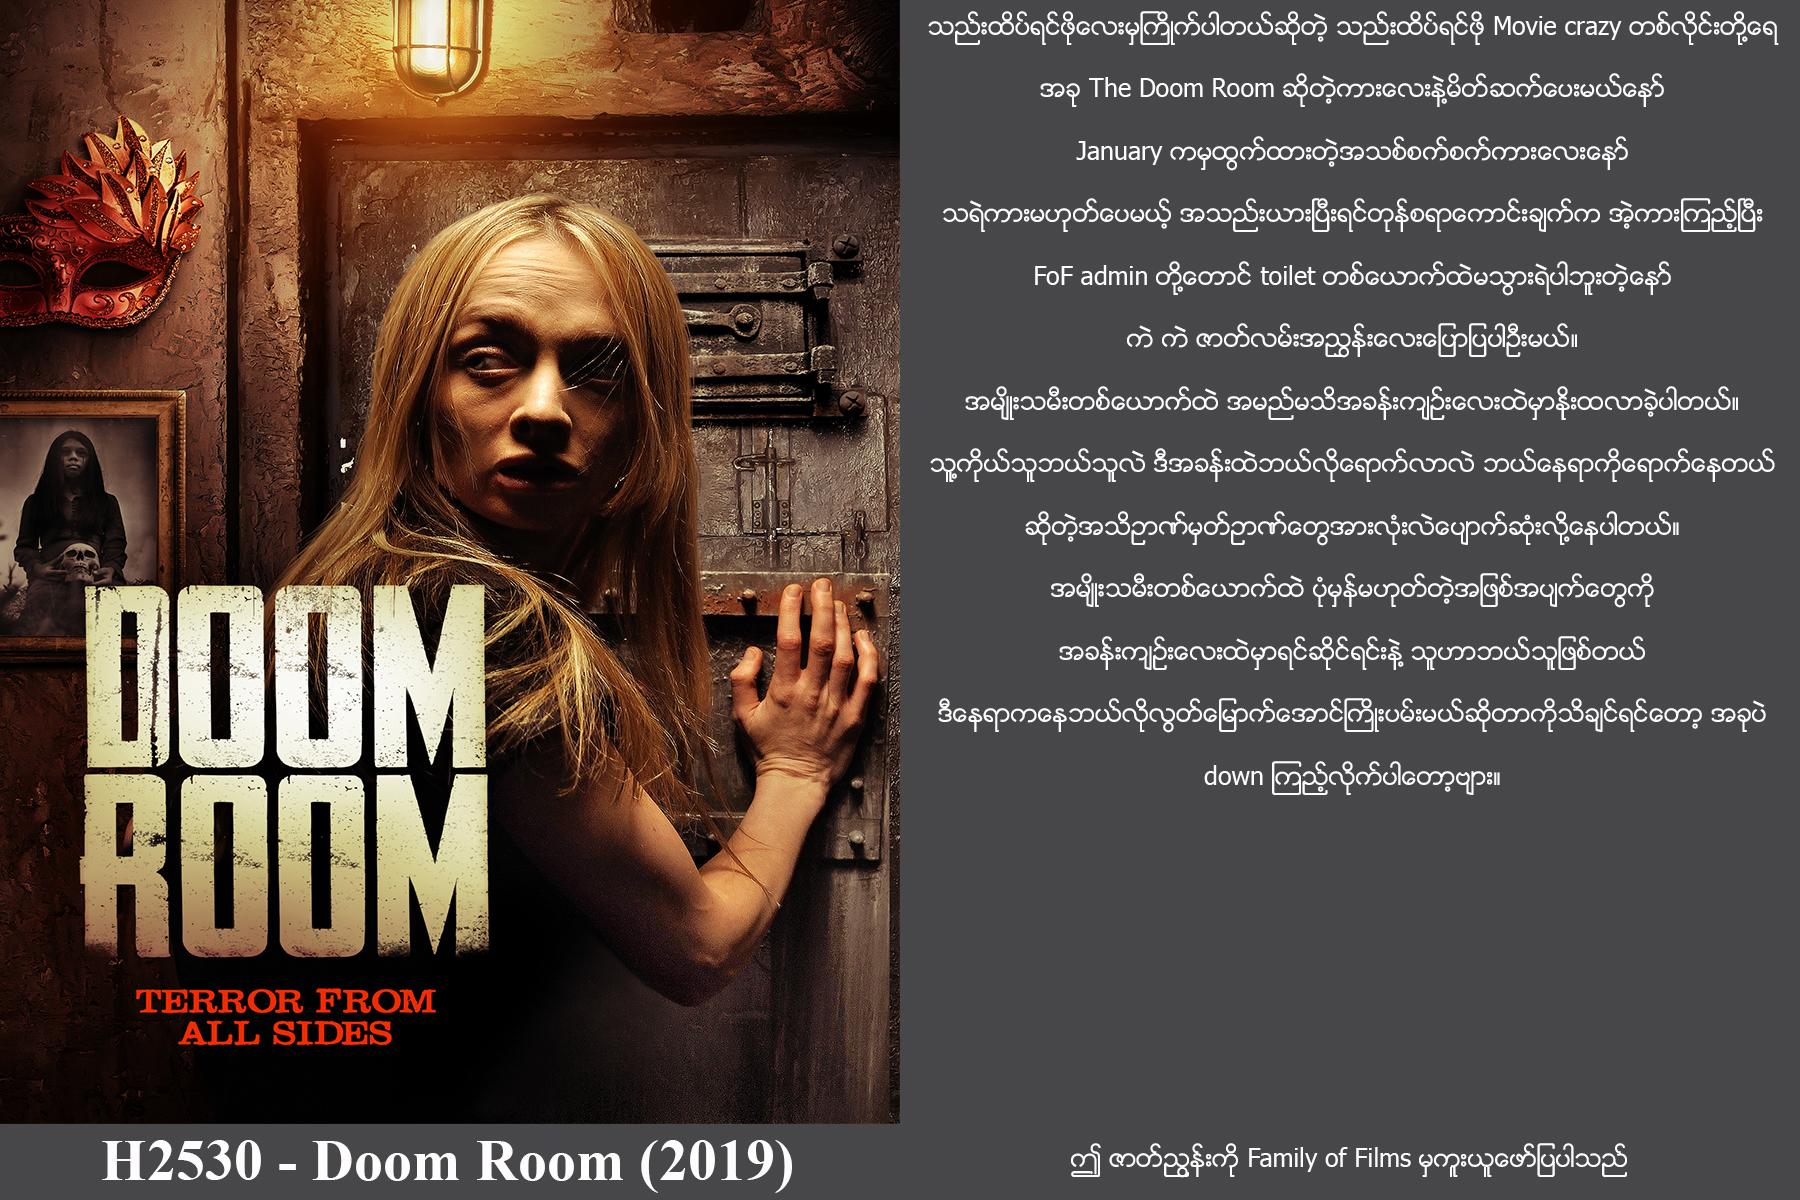 DOOM
ROOM
TERROR FROM
ALL SIDES
H2530 - Doom Room (2019)
သည်းထိပ်ရင်ဖိုလေးမှကြိုက်ပါတယ်ဆိုတဲ့ သည်းထိပ်ရင်ဖို Movie crazy တစ်လိုင်းတို့ရေ
အခု The Doom Room ဆိုတဲ့ကားလေးနဲ့မိတ်ဆက်ပေးမယ်နော်
January ကမှထွက်ထားတဲ့အသစ်စက်စက်ကားလေးနော်
သရဲကားမဟုတ်ပေမယ့် အသည်းယားပြီးရင်တုန်စရာကောင်းချက်က အဲ့ကားကြည့်ပြီး
FoF admin တို့တောင် toilet တစ်ယောက်ထဲမသွားရဲပါဘူးတဲ့နော်
ကဲ ကဲ ဇာတ်လမ်းအညွှန်းလေးပြောပြပါဦးမယ်။
အမျိုးသမီးတစ်ယောက်ထဲ အမည်မသိအခန်းကျဉ်းလေးထဲမှာနိုးထလာခဲ့ပါတယ်။
သူ့ကိုယ်သူဘယ်သူလဲ ဒီအခန်းထဲဘယ်လိုရောက်လာလဲ ဘယ်နေရာကိုရောက်နေတယ်
ဆိုတဲ့အသိဉာဏ်မှတ်ဉာဏ်တွေအားလုံးလဲပျောက်ဆုံးလို့နေပါတယ်။
အမျိုးသမီးတစ်ယောက်ထဲ ပုံမှန်မဟုတ်တဲ့အဖြစ်အပျက်တွေကို
အခန်းကျဉ်းလေးထဲမှာရင်ဆိုင်ရင်းနဲ့ သူဟာဘယ်သူဖြစ်တယ်
ဒီနေရာကနေဘယ်လိုလွတ်မြောက်အောင်ကြိုးပမ်းမယ်ဆိုတာကိုသိချင်ရင်တော့ အခုပဲ
down ကြည့်လိုက်ပါတော့ဗျား။
ဤ ဇာတ်ညွှန်းကို Family of Films မှကူးယူဖော်ပြပါသည်